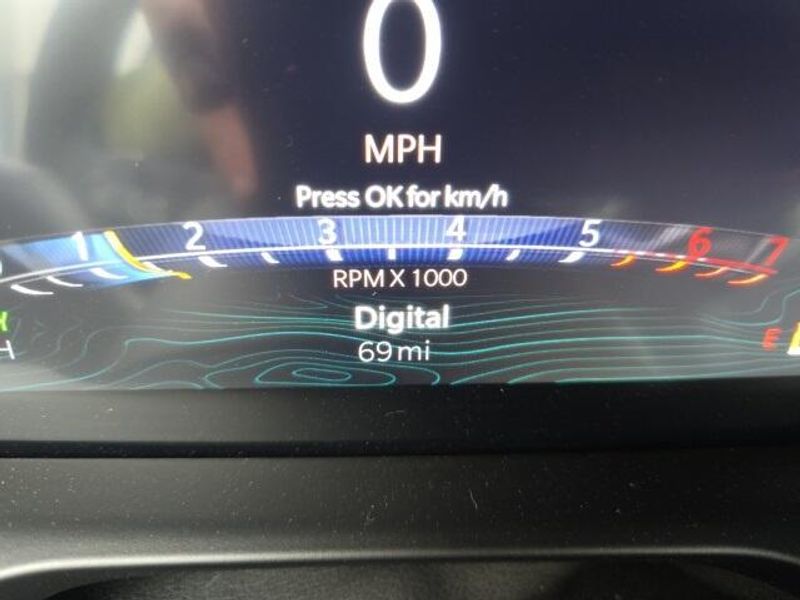 0
MPH
Press OK for km/h
1 2 3 4 5 6 7
RPM X 1000
Digital
69 mi
H
E